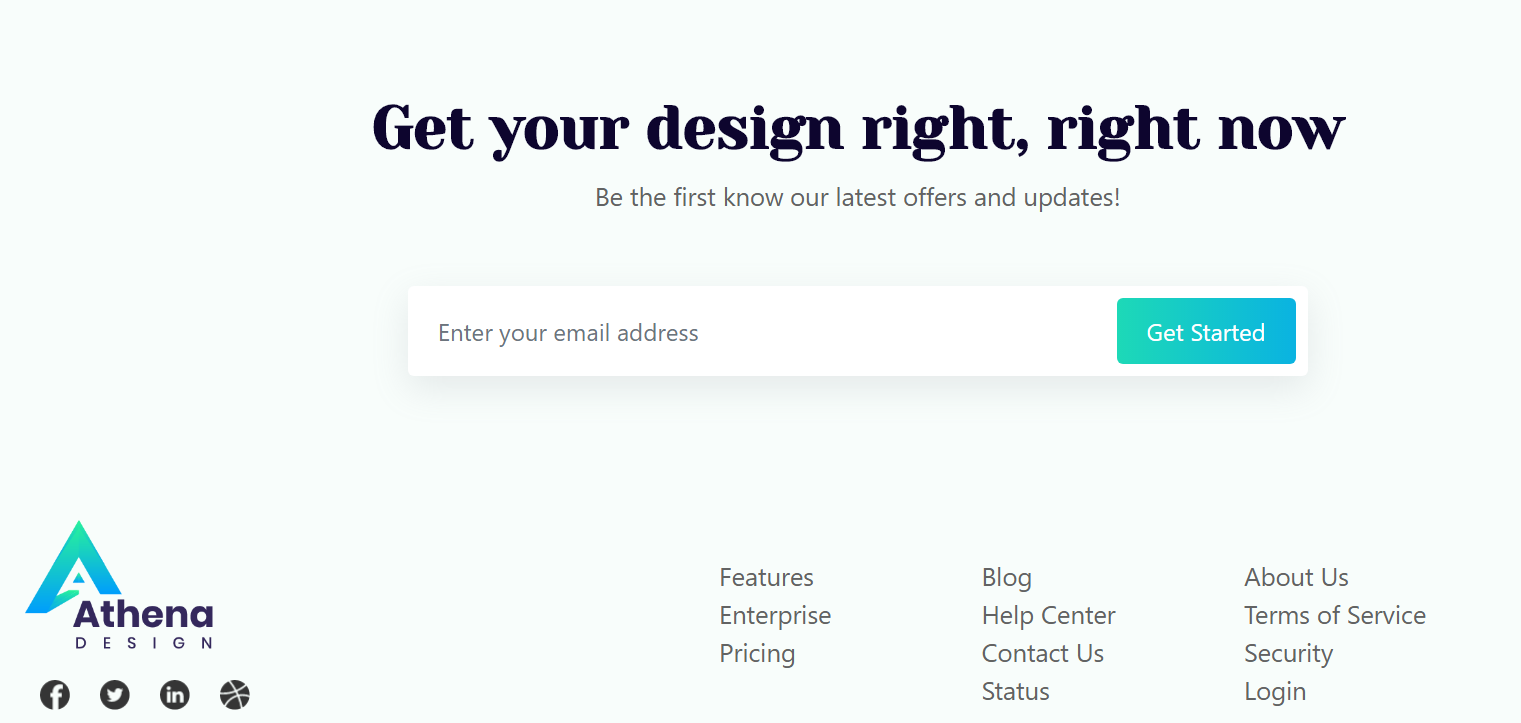 Get your design right, right now
Be the first know our latest offers and updates!
Enter your email address
Get Started
Athena
DESIGN
Features
Enterprise
Pricing
Blog
Help Center
Contact Us
Status
About Us
Terms of Service
Security
Login